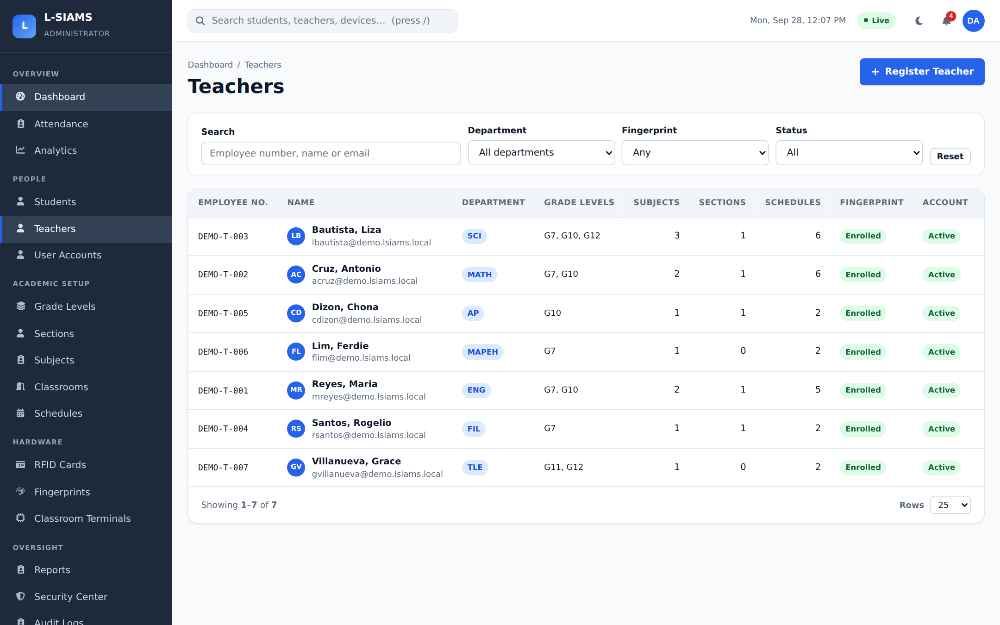 L
L-SIAMS
ADMINISTRATOR
OVERVIEW
Dashboard
Attendance
Analytics
PEOPLE
Students
Teachers
User Accounts
ACADEMIC SETUP
Grade Levels
Sections
Subjects
Classrooms
Schedules
HARDWARE
RFID Cards
Fingerprints
Classroom Terminals
OVERSIGHT
Reports
Security Center
Audit Logs
Search students, teachers, devices... (press /)
Mon, Sep 28, 12:07 PM
Live
4
DA
Dashboard / Teachers
Teachers
+ Register Teacher
Search Department Fingerprint Status
Employee number, name or email All departments Any All Reset
EMPLOYEE NO. NAME DEPARTMENT GRADE LEVELS SUBJECTS SECTIONS SCHEDULES FINGERPRINT ACCOUNT
DEMO-T-003 LB Bautista, Liza SCI G7, G10, G12 3 1 6 Enrolled Active
lbautista@demo.lsiams.local
DEMO-T-002 AC Cruz, Antonio MATH G7, G10 2 1 6 Enrolled Active
acruz@demo.lsiams.local
DEMO-T-005 CD Dizon, Chona AP G10 1 1 2 Enrolled Active
cdizon@demo.lsiams.local
DEMO-T-006 FL Lim, Ferdie MAPEH G7 1 0 2 Enrolled Active
flim@demo.lsiams.local
DEMO-T-001 MR Reyes, Maria ENG G7, G10 2 1 5 Enrolled Active
mreyes@demo.lsiams.local
DEMO-T-004 RS Santos, Rogelio FIL G7 1 1 2 Enrolled Active
rsantos@demo.lsiams.local
DEMO-T-007 GV Villanueva, Grace TLE G11, G12 1 0 2 Enrolled Active
gvillanueva@demo.lsiams.local
Showing 1–7 of 7
Rows 25